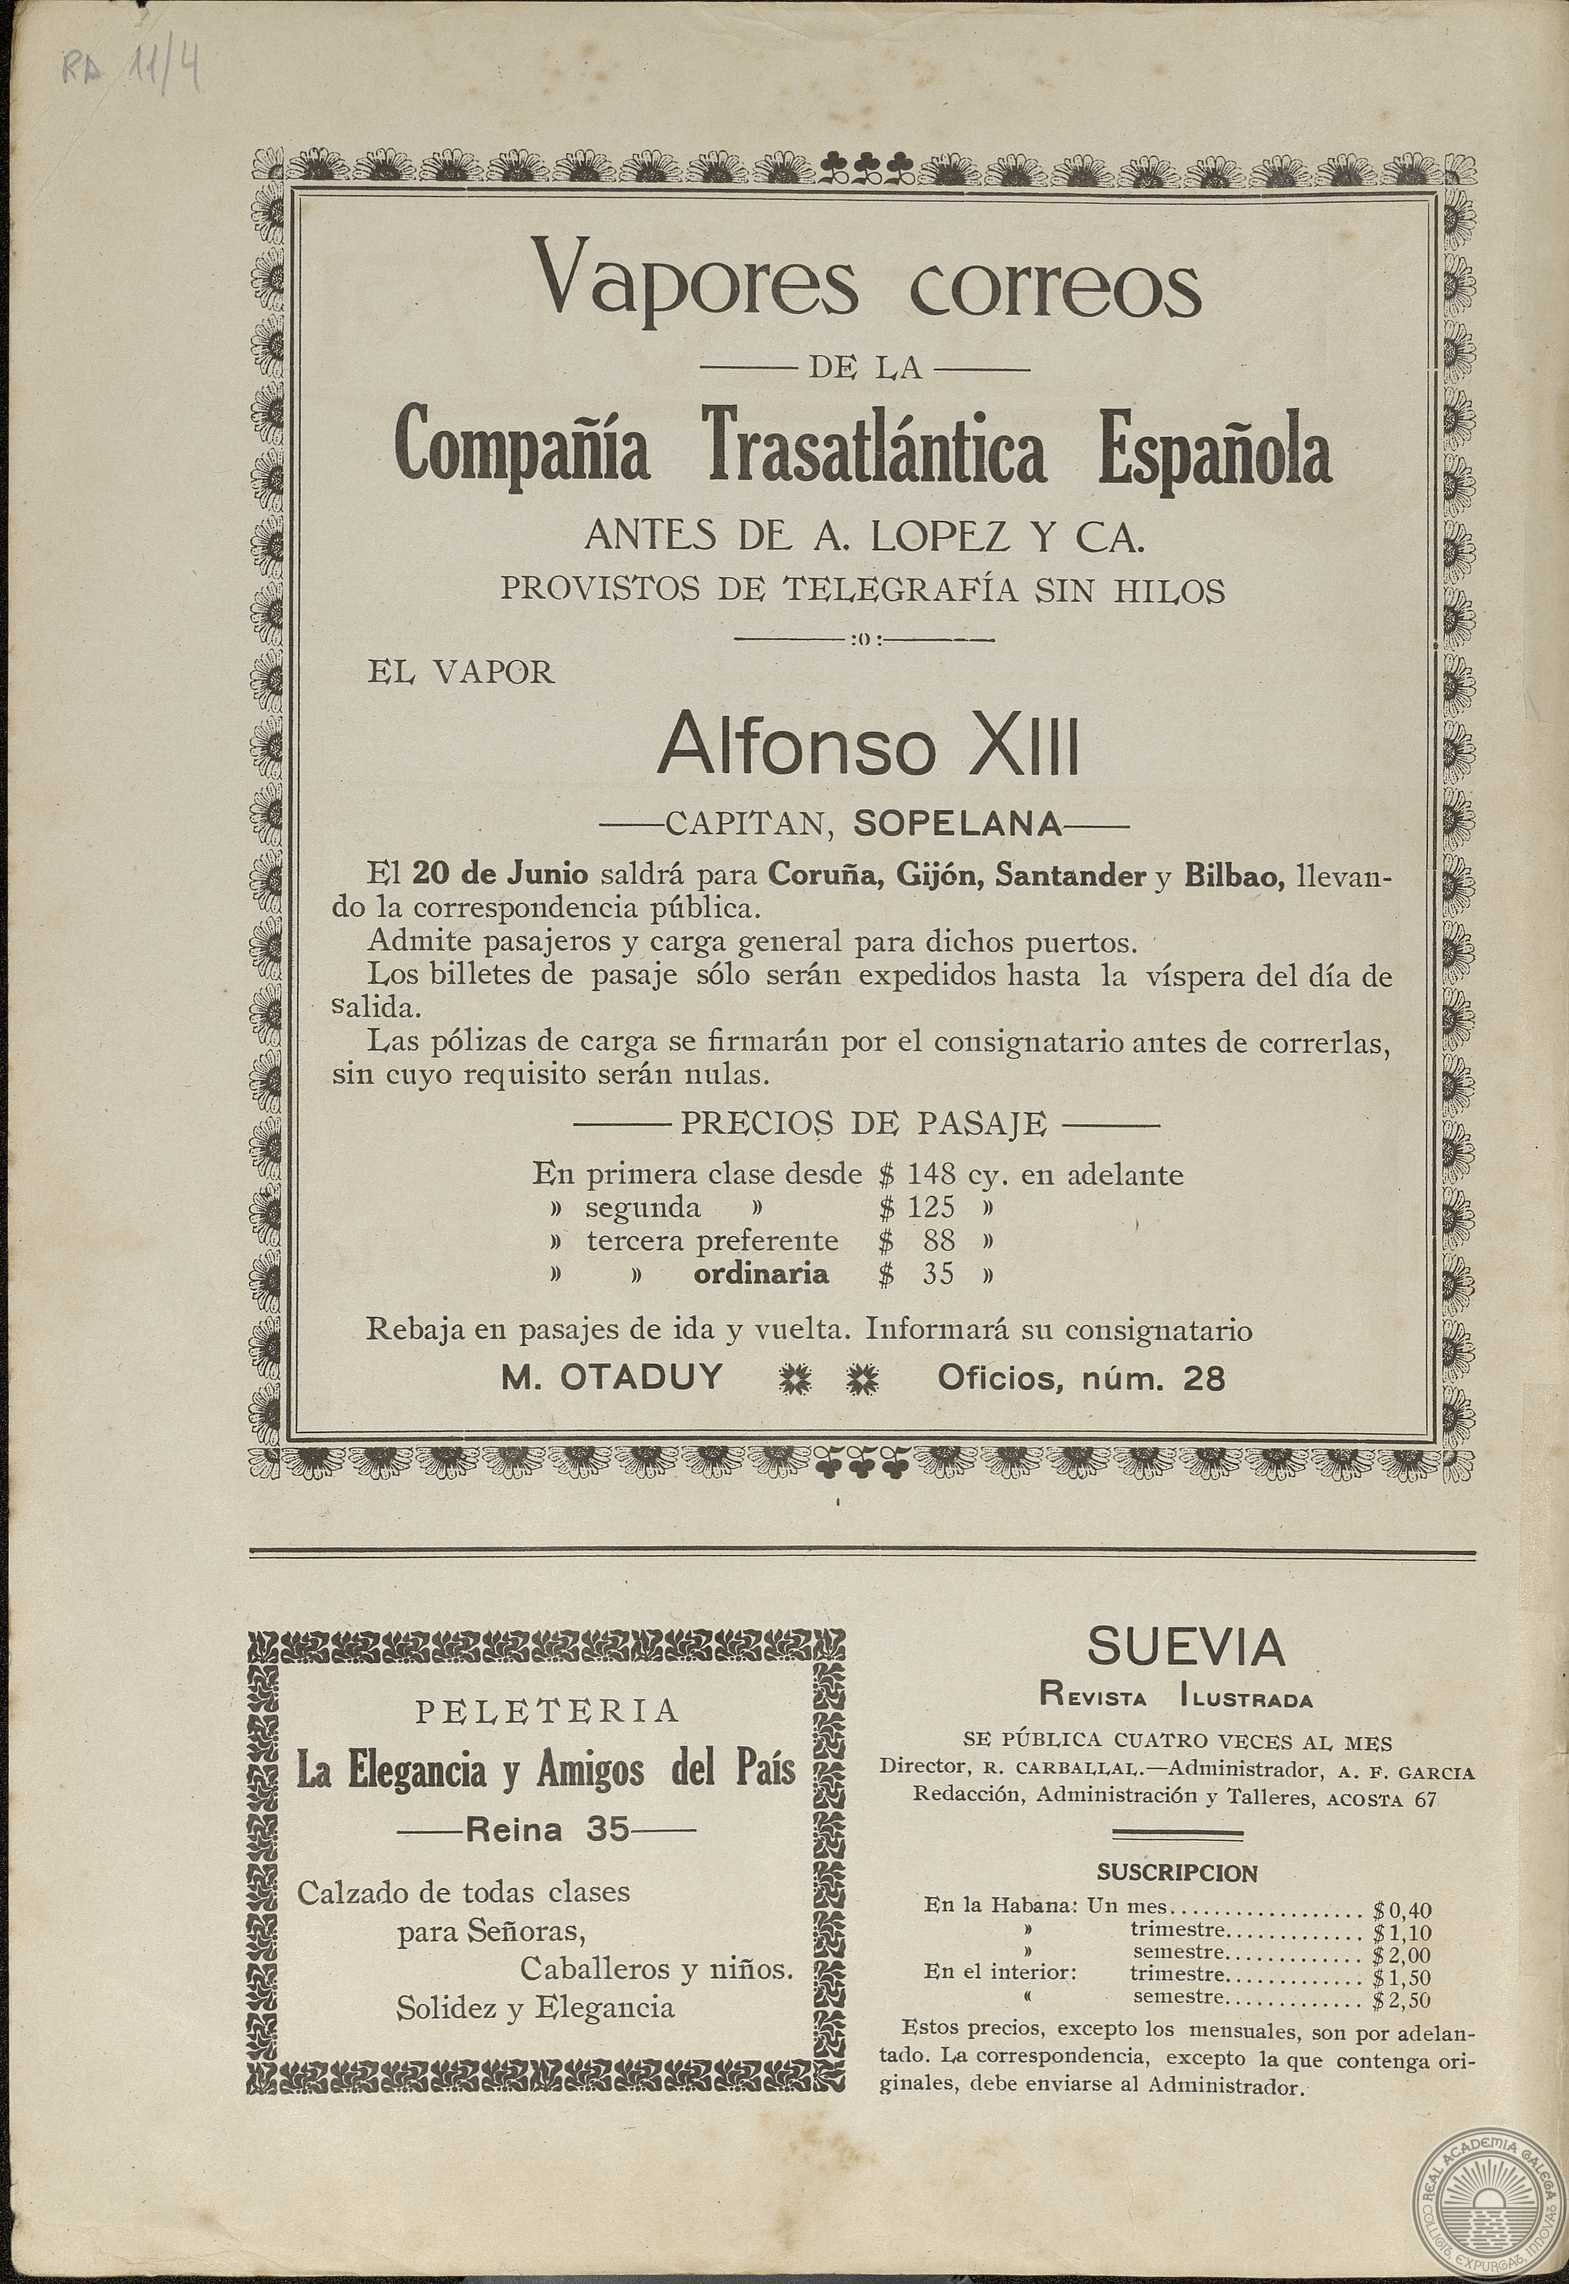 RA 11/4
Vapores correos
DE LA
Compañía Trasatlántica Española
ANTES DE A. LOPEZ Y CA.
PROVISTOS DE TELEGRAFÍA SIN HILOS
:o:
EL VAPOR
Alfonso XIII
CAPITAN, SOPELANA
El 20 de Junio saldrá para Coruña, Gijón, Santander y Bilbao, llevan-
do la correspondencia pública.
Admite pasajeros y carga general para dichos puertos.
Los billetes de pasaje sólo serán expedidos hasta la víspera del día de
salida.
Las pólizas de carga se firmarán por el consignatario antes de correrlas,
sin cuyo requisito serán nulas.
PRECIOS DE PASAJE
En primera clase desde $ 148 cy. en adelante
» segunda » $ 125 »
» tercera preferente $ 88 »
» » ordinaria $ 35 »
Rebaja en pasajes de ida y vuelta. Informará su consignatario
M. OTADUY Oficios, núm. 28
PELETERIA
La Elegancia y Amigos del País
Reina 35
Calzado de todas clases
para Señoras,
Caballeros y niños.
Solidez y Elegancia
SUEVIA
REVISTA ILUSTRADA
SE PÚBLICA CUATRO VECES AL MES
Director, R. CARBALLAL.—Administrador, A. F. GARCIA
Redacción, Administración y Talleres, ACOSTA 67
SUSCRIPCION
En la Habana: Un mes.................. $ 0,40
» trimestre............. $ 1,10
» semestre............. $ 2,00
En el interior: trimestre............. $ 1,50
« semestre............. $ 2,50
Estos precios, excepto los mensuales, son por adelan-
tado. La correspondencia, excepto la que contenga ori-
ginales, debe enviarse al Administrador.
REAL ACADEMIA GALEGA
COLLIGIT, EXPURGAT, INNOVAT